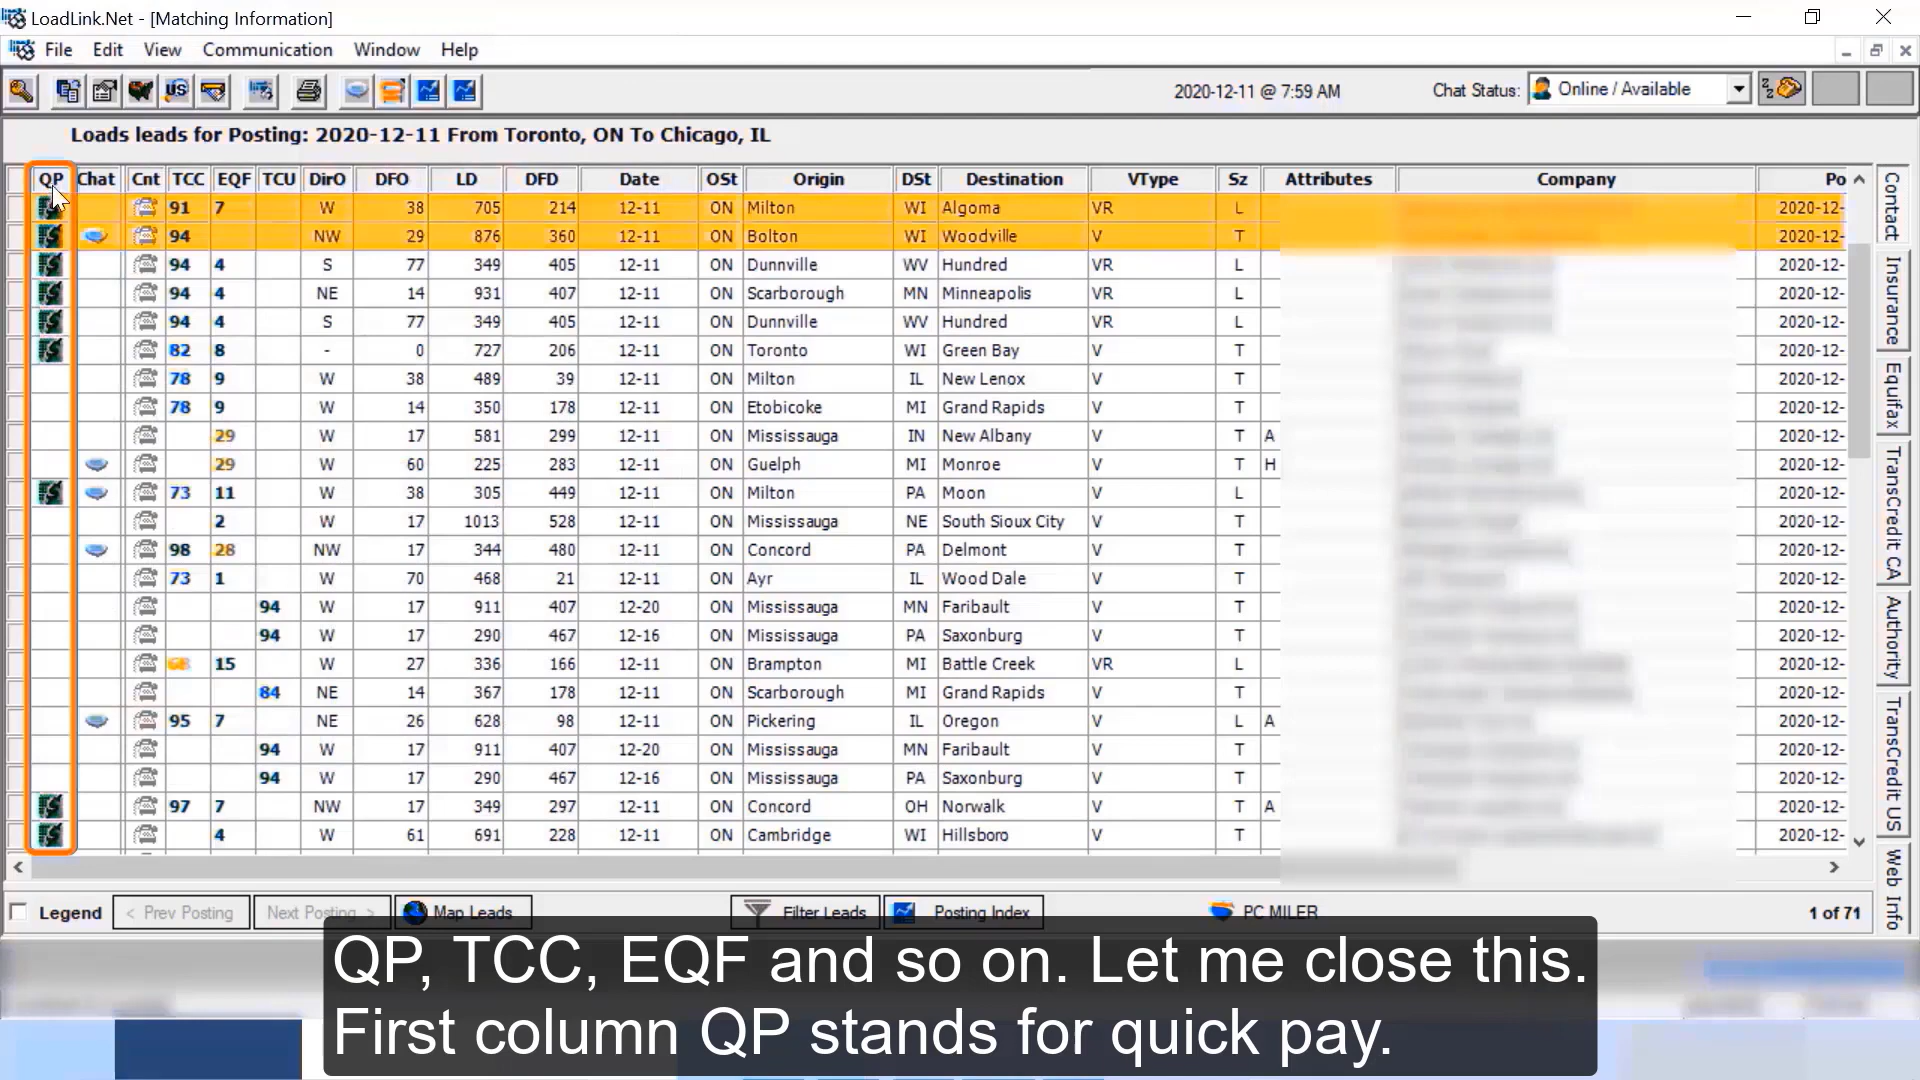 LoadLink.Net - [Matching Information]
File Edit View Communication Window Help
2020-12-11 @ 7:59 AM Chat Status: Online / Available
Loads leads for Posting: 2020-12-11 From Toronto, ON To Chicago, IL
QP Chat Cnt TCC EQF TCU DirO DFO LD DFD Date OSt Origin DSt Destination VType Sz Attributes Company Po
91 7 W 38 705 214 12-11 ON Milton WI Algoma VR L 2020-12-
94 NW 29 876 360 12-11 ON Bolton WI Woodville V T 2020-12-
94 4 S 77 349 405 12-11 ON Dunnville WV Hundred VR L 2020-12-
94 4 NE 14 931 407 12-11 ON Scarborough MN Minneapolis VR L 2020-12-
94 4 S 77 349 405 12-11 ON Dunnville WV Hundred VR L 2020-12-
82 8 - 0 727 206 12-11 ON Toronto WI Green Bay V T 2020-12-
78 9 W 38 489 39 12-11 ON Milton IL New Lenox V T 2020-12-
78 9 W 14 350 178 12-11 ON Etobicoke MI Grand Rapids V T 2020-12-
29 W 17 581 299 12-11 ON Mississauga IN New Albany V T A 2020-12-
29 W 60 225 283 12-11 ON Guelph MI Monroe V T H 2020-12-
73 11 W 38 305 449 12-11 ON Milton PA Moon V L 2020-12-
2 W 17 1013 528 12-11 ON Mississauga NE South Sioux City V T 2020-12-
98 28 NW 17 344 480 12-11 ON Concord PA Delmont V T 2020-12-
73 1 W 70 468 21 12-11 ON Ayr IL Wood Dale V T 2020-12-
94 W 17 911 407 12-20 ON Mississauga MN Faribault V T 2020-12-
94 W 17 290 467 12-16 ON Mississauga PA Saxonburg V T 2020-12-
15 W 27 336 166 12-11 ON Brampton MI Battle Creek VR L 2020-12-
84 NE 14 367 178 12-11 ON Scarborough MI Grand Rapids V T 2020-12-
95 7 NE 26 628 98 12-11 ON Pickering IL Oregon V L A 2020-12-
94 W 17 911 407 12-20 ON Mississauga MN Faribault V T 2020-12-
94 W 17 290 467 12-16 ON Mississauga PA Saxonburg V T 2020-12-
97 7 NW 17 349 297 12-11 ON Concord OH Norwalk V T A 2020-12-
4 W 61 691 228 12-11 ON Cambridge WI Hillsboro V T 2020-12-
Contact
Insurance
Equifax
TransCredit CA
Authority
TransCredit US
Web Info
Legend < Prev Posting Next Posting > Map Leads Filter Leads Posting Index PC MILER 1 of 71
QP, TCC, EQF and so on. Let me close this.
First column QP stands for quick pay.